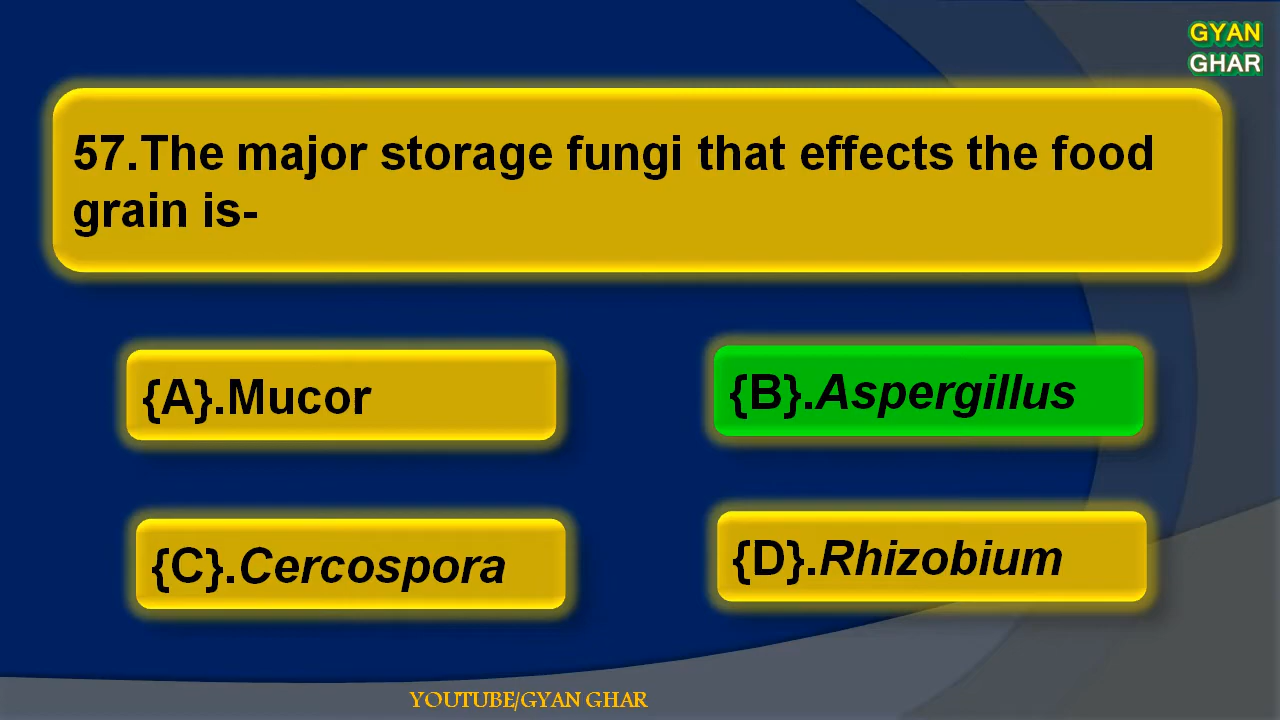 GYAN
GHAR
57.The major storage fungi that effects the food
grain is-
{A}.Mucor
{B}.Aspergillus
{C}.Cercospora
{D}.Rhizobium
YOUTUBE/GYAN GHAR